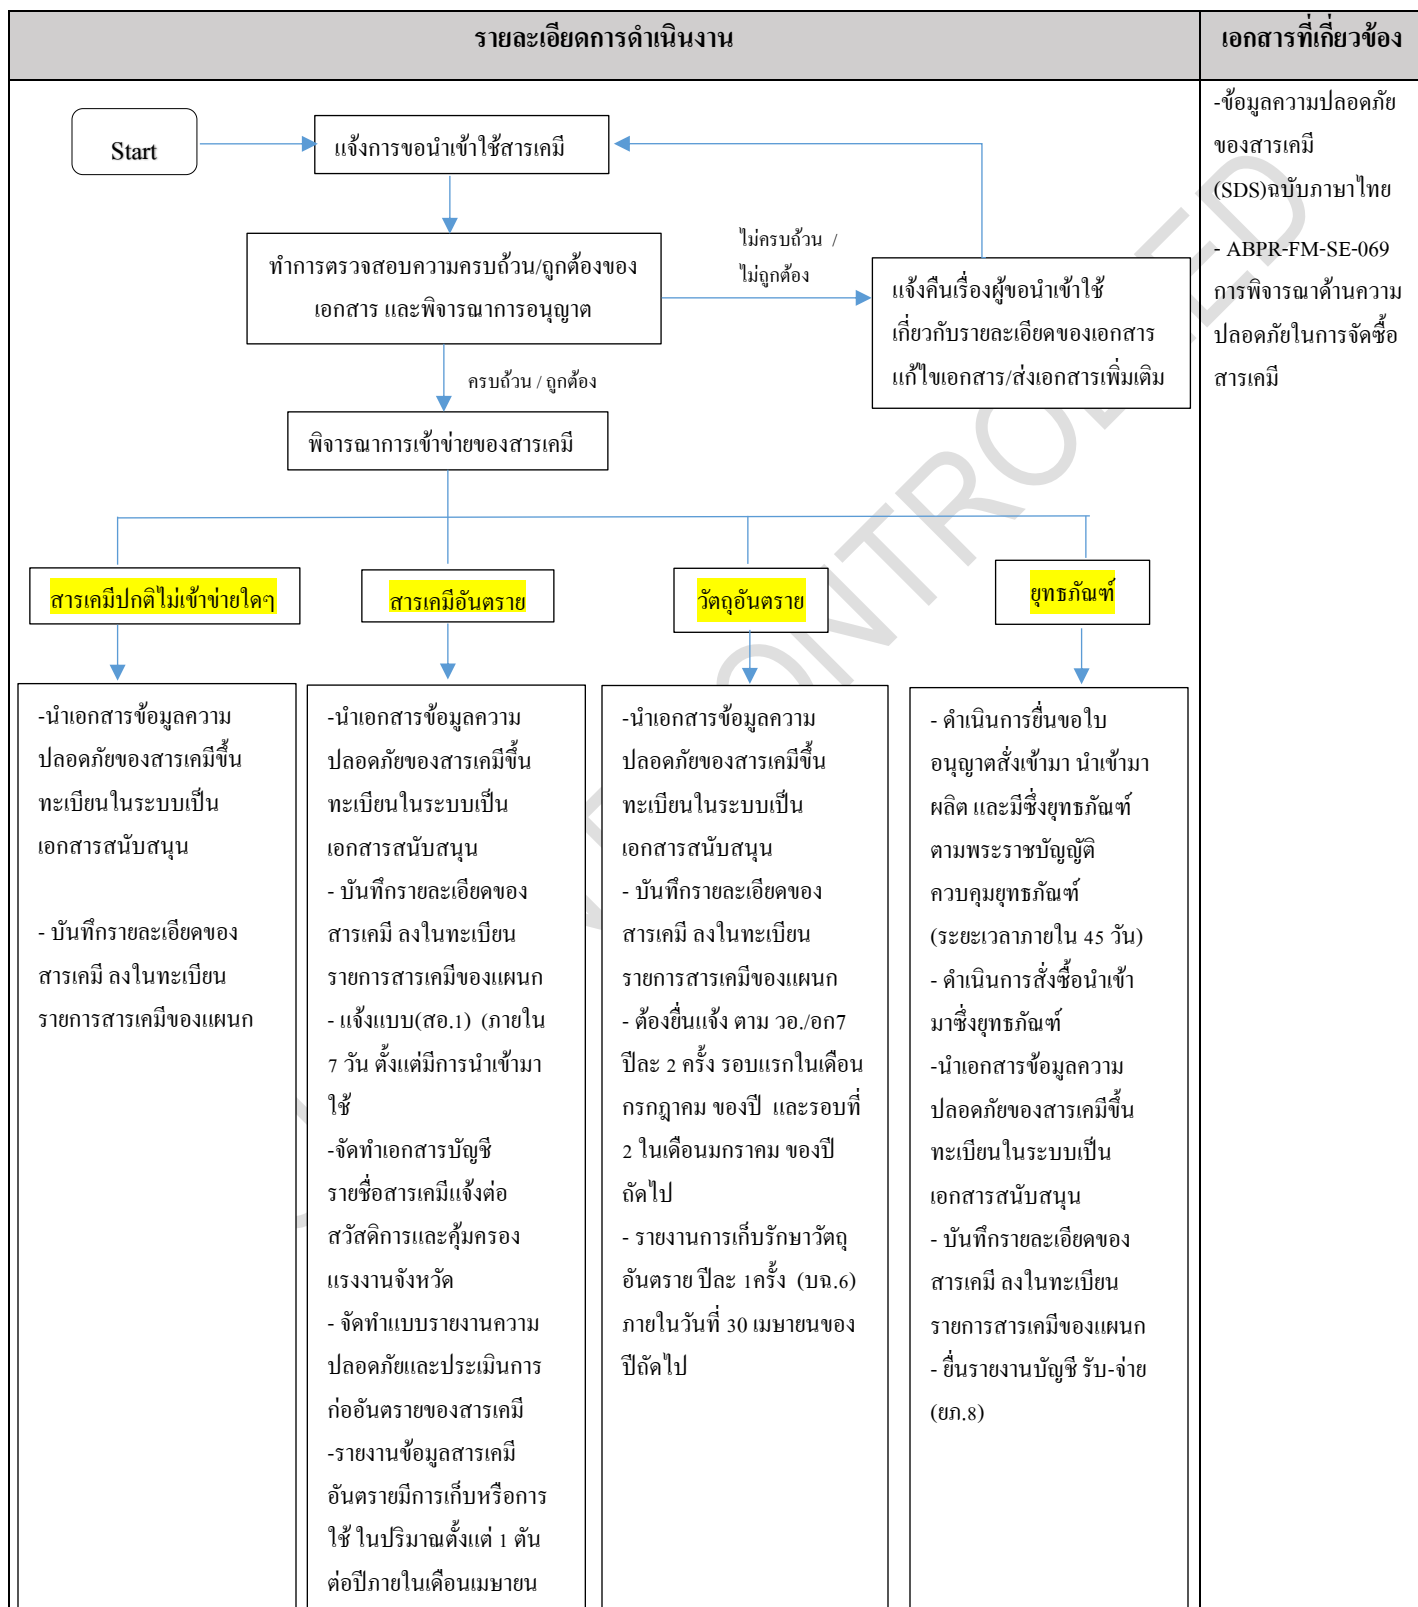 รายละเอียดการดำเนินงาน
เอกสารที่เกี่ยวข้อง
Start
แจ้งการขอนำเข้าใช้สารเคมี
ทำการตรวจสอบความครบถ้วน/ถูกต้องของ
เอกสาร และพิจารณาการอนุญาต
ไม่ครบถ้วน /
ไม่ถูกต้อง
แจ้งคืนเรื่องผู้ขอนำเข้าใช้
เกี่ยวกับรายละเอียดของเอกสาร
แก้ไขเอกสาร/ส่งเอกสารเพิ่มเติม
ครบถ้วน / ถูกต้อง
พิจารณาการเข้าข่ายของสารเคมี
สารเคมีปกติไม่เข้าข่ายใดๆ
-นำเอกสารข้อมูลความ
ปลอดภัยของสารเคมีขึ้น
ทะเบียนในระบบเป็น
เอกสารสนับสนุน
- บันทึกรายละเอียดของ
สารเคมี ลงในทะเบียน
รายการสารเคมีของแผนก
สารเคมีอันตราย
-นำเอกสารข้อมูลความ
ปลอดภัยของสารเคมีขึ้น
ทะเบียนในระบบเป็น
เอกสารสนับสนุน
- บันทึกรายละเอียดของ
สารเคมี ลงในทะเบียน
รายการสารเคมีของแผนก
- แจ้งแบบ(สอ.1) (ภายใน
7 วัน ตั้งแต่มีการนำเข้ามา
ใช้
-จัดทำเอกสารบัญชี
รายชื่อสารเคมีแจ้งต่อ
สวัสดิการและคุ้มครอง
แรงงานจังหวัด
- จัดทำแบบรายงานความ
ปลอดภัยและประเมินการ
ก่ออันตรายของสารเคมี
-รายงานข้อมูลสารเคมี
อันตรายมีการเก็บหรือการ
ใช้ ในปริมาณตั้งแต่ 1 ตัน
ต่อปีภายในเดือนเมษายน
วัตถุอันตราย
-นำเอกสารข้อมูลความ
ปลอดภัยของสารเคมีขึ้น
ทะเบียนในระบบเป็น
เอกสารสนับสนุน
- บันทึกรายละเอียดของ
สารเคมี ลงในทะเบียน
รายการสารเคมีของแผนก
- ต้องยื่นแจ้ง ตาม วอ./อก7
ปีละ 2 ครั้ง รอบแรกในเดือน
กรกฎาคม ของปี และรอบที่
2 ในเดือนมกราคม ของปี
ถัดไป
- รายงานการเก็บรักษาวัตถุ
อันตราย ปีละ 1ครั้ง (บฉ.6)
ภายในวันที่ 30 เมษายนของ
ปีถัดไป
ยุทธภัณฑ์
- ดำเนินการยื่นขอใบ
อนุญาตสั่งเข้ามา นำเข้ามา
ผลิต และมีซึ่งยุทธภัณฑ์
ตามพระราชบัญญัติ
ควบคุมยุทธภัณฑ์
(ระยะเวลาภายใน 45 วัน)
- ดำเนินการสั่งซื้อนำเข้า
มาซึ่งยุทธภัณฑ์
-นำเอกสารข้อมูลความ
ปลอดภัยของสารเคมีขึ้น
ทะเบียนในระบบเป็น
เอกสารสนับสนุน
- บันทึกรายละเอียดของ
สารเคมี ลงในทะเบียน
รายการสารเคมีของแผนก
- ยื่นรายงานบัญชี รับ-จ่าย
(ยภ.8)
-ข้อมูลความปลอดภัย
ของสารเคมี
(SDS)ฉบับภาษาไทย
- ABPR-FM-SE-069
การพิจารณาด้านความ
ปลอดภัยในการจัดซื้อ
สารเคมี